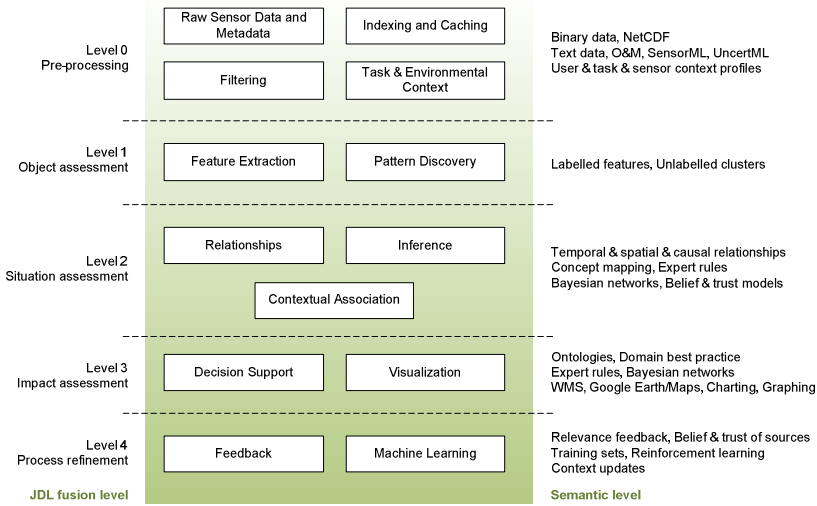 Level 0
Pre-processing
Raw Sensor Data and
Metadata
Indexing and Caching
Filtering
Task & Environmental
Context
Binary data, NetCDF
Text data, O&M, SensorML, UncertML
User & task & sensor context profiles
Level 1
Object assessment
Feature Extraction
Pattern Discovery
Labelled features, Unlabelled clusters
Level 2
Situation assessment
Relationships
Inference
Contextual Association
Temporal & spatial & causal relationships
Concept mapping, Expert rules
Bayesian networks, Belief & trust models
Level 3
Impact assessment
Decision Support
Visualization
Ontologies, Domain best practice
Expert rules, Bayesian networks
WMS, Google Earth/Maps, Charting, Graphing
Level 4
Process refinement
Feedback
Machine Learning
Relevance feedback, Belief & trust of sources
Training sets, Reinforcement learning
Context updates
JDL fusion level
Semantic level